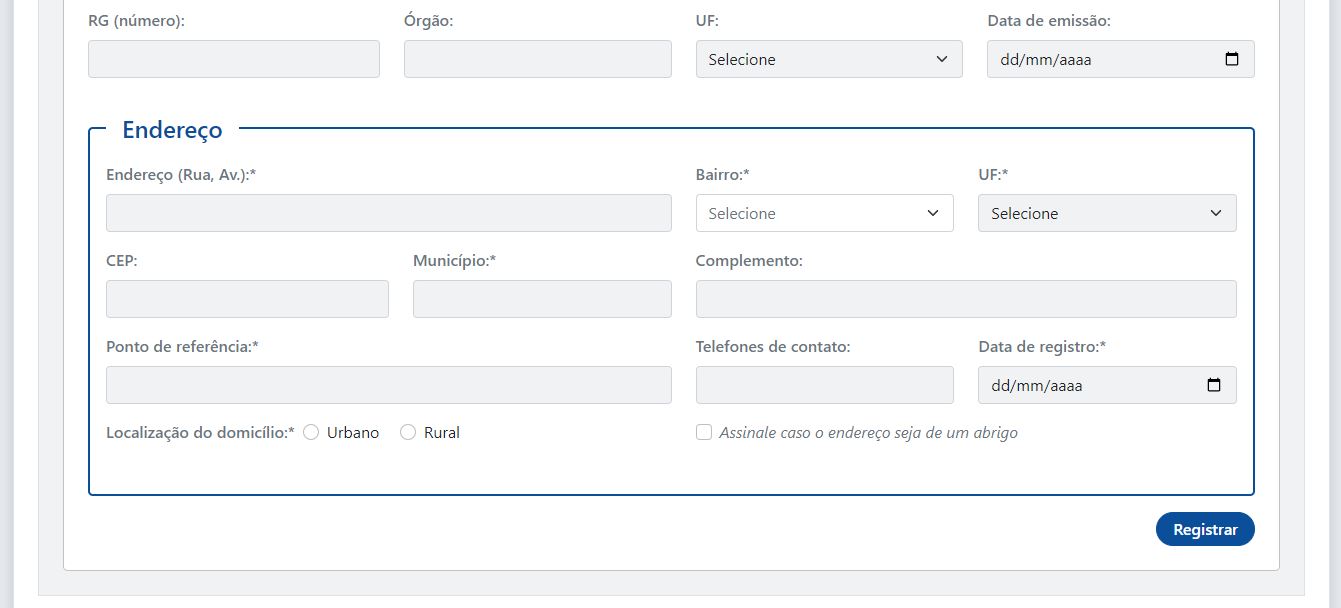 RG (número): Órgão: UF: Data de emissão:
Selecione dd/mm/aaaa
Endereço
Endereço (Rua, Av.):* Bairro:* UF:*
Selecione Selecione
CEP: Município:* Complemento:
Ponto de referência:* Telefones de contato: Data de registro:*
dd/mm/aaaa
Localização do domicílio:* Urbano Rural Assinale caso o endereço seja de um abrigo
Registrar